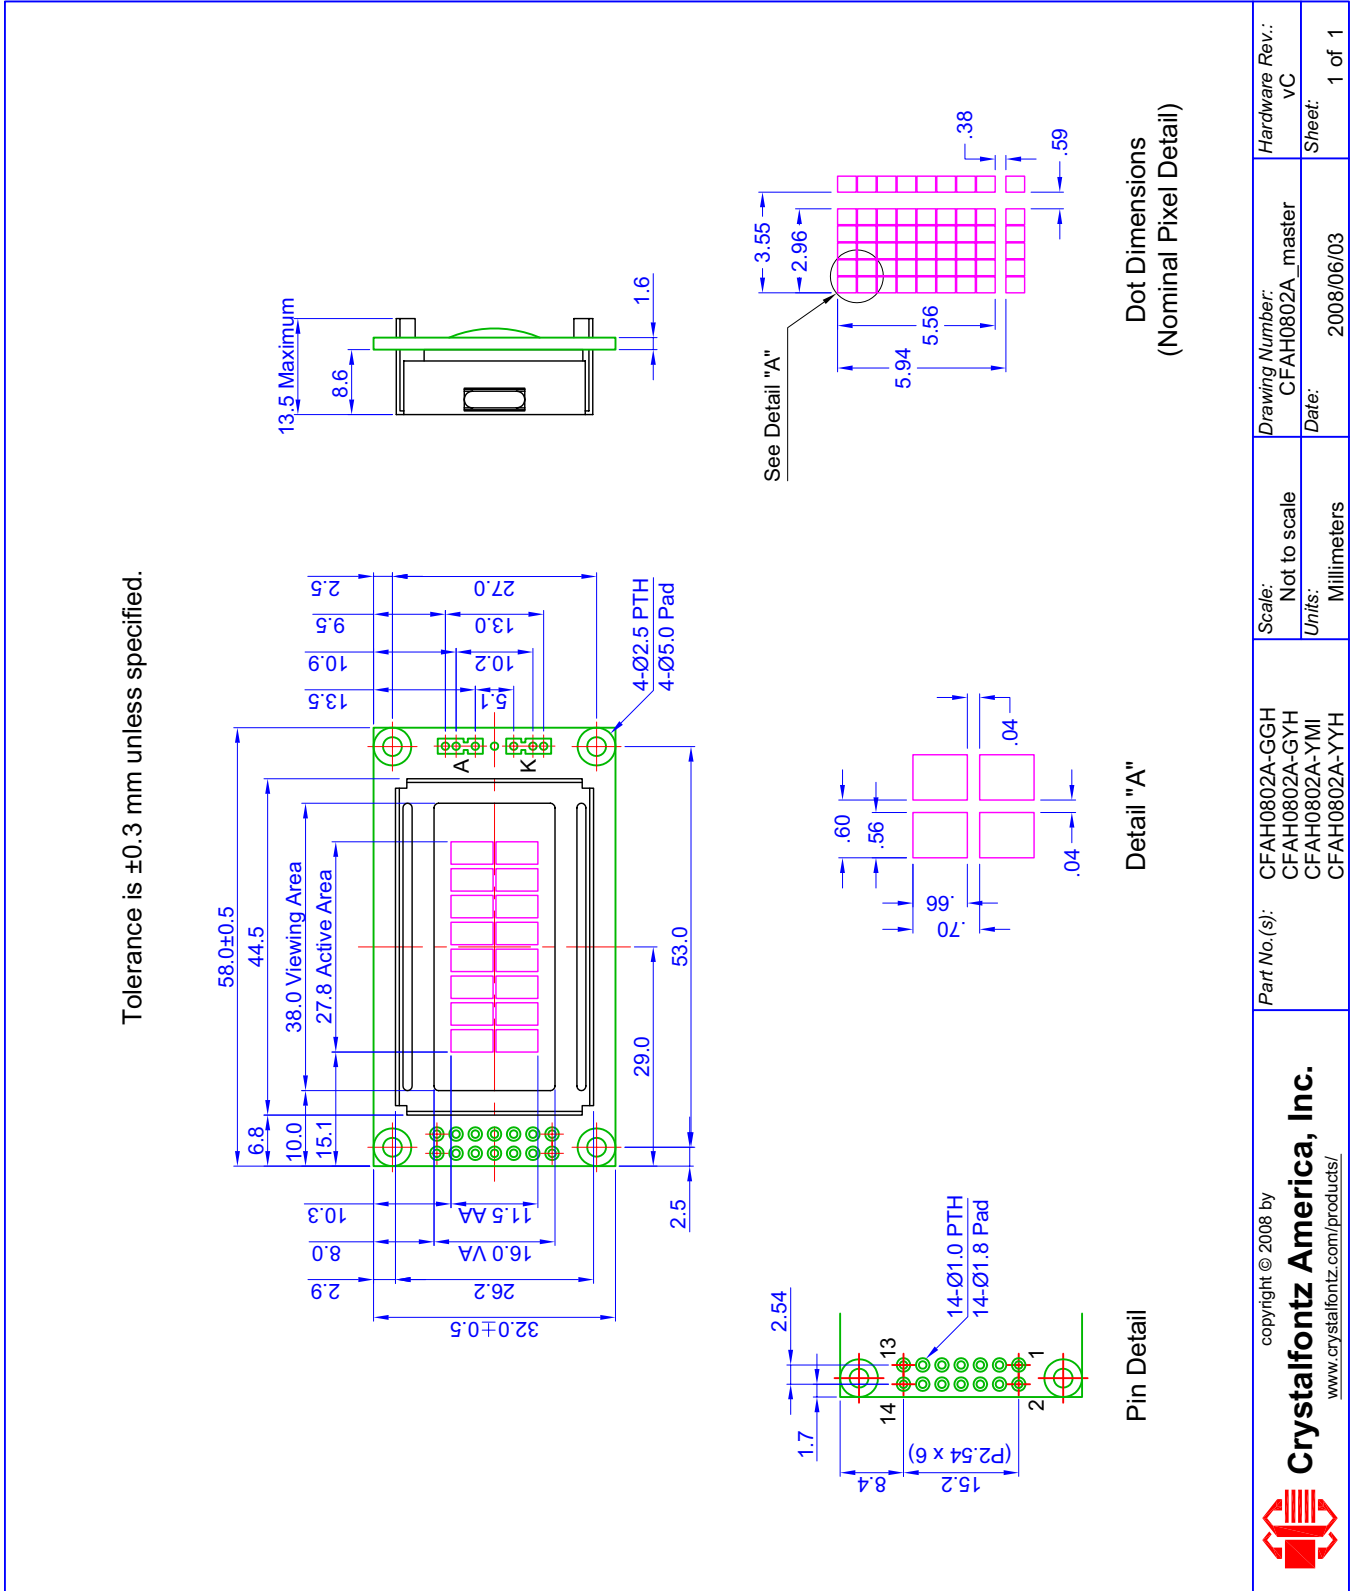 Tolerance is ±0.3 mm unless specified.
58.0±0.5
6.8
44.5
10.0
38.0 Viewing Area
15.1
27.8 Active Area
32.0±0.5
2.9
26.2
8.0
16.0 VA
10.3
11.5 AA
2.5
27.0
9.5
13.0
10.9
10.2
13.5
5.1
A
K
4-Ø2.5 PTH
4-Ø5.0 Pad
29.0
2.5
53.0
13.5 Maximum
8.6
1.6
2.54
1.7
14
13
2
1
8.4
15.2
(P2.54 x 6)
14-Ø1.0 PTH
14-Ø1.8 Pad
Pin Detail
.60
.56
.66
.70
.04
.04
Detail "A"
See Detail "A"
3.55
2.96
5.94
5.56
.38
.59
Dot Dimensions
(Nominal Pixel Detail)
copyright © 2008 by
Crystalfontz America, Inc.
www.crystalfontz.com/products/
Part No.(s):
CFAH0802A-GGH
CFAH0802A-GYH
CFAH0802A-YMI
CFAH0802A-YYH
Scale:
Not to scale
Units:
Millimeters
Drawing Number:
CFAH0802A_master
Date:
2008/06/03
Hardware Rev.:
vC
Sheet:
1 of 1